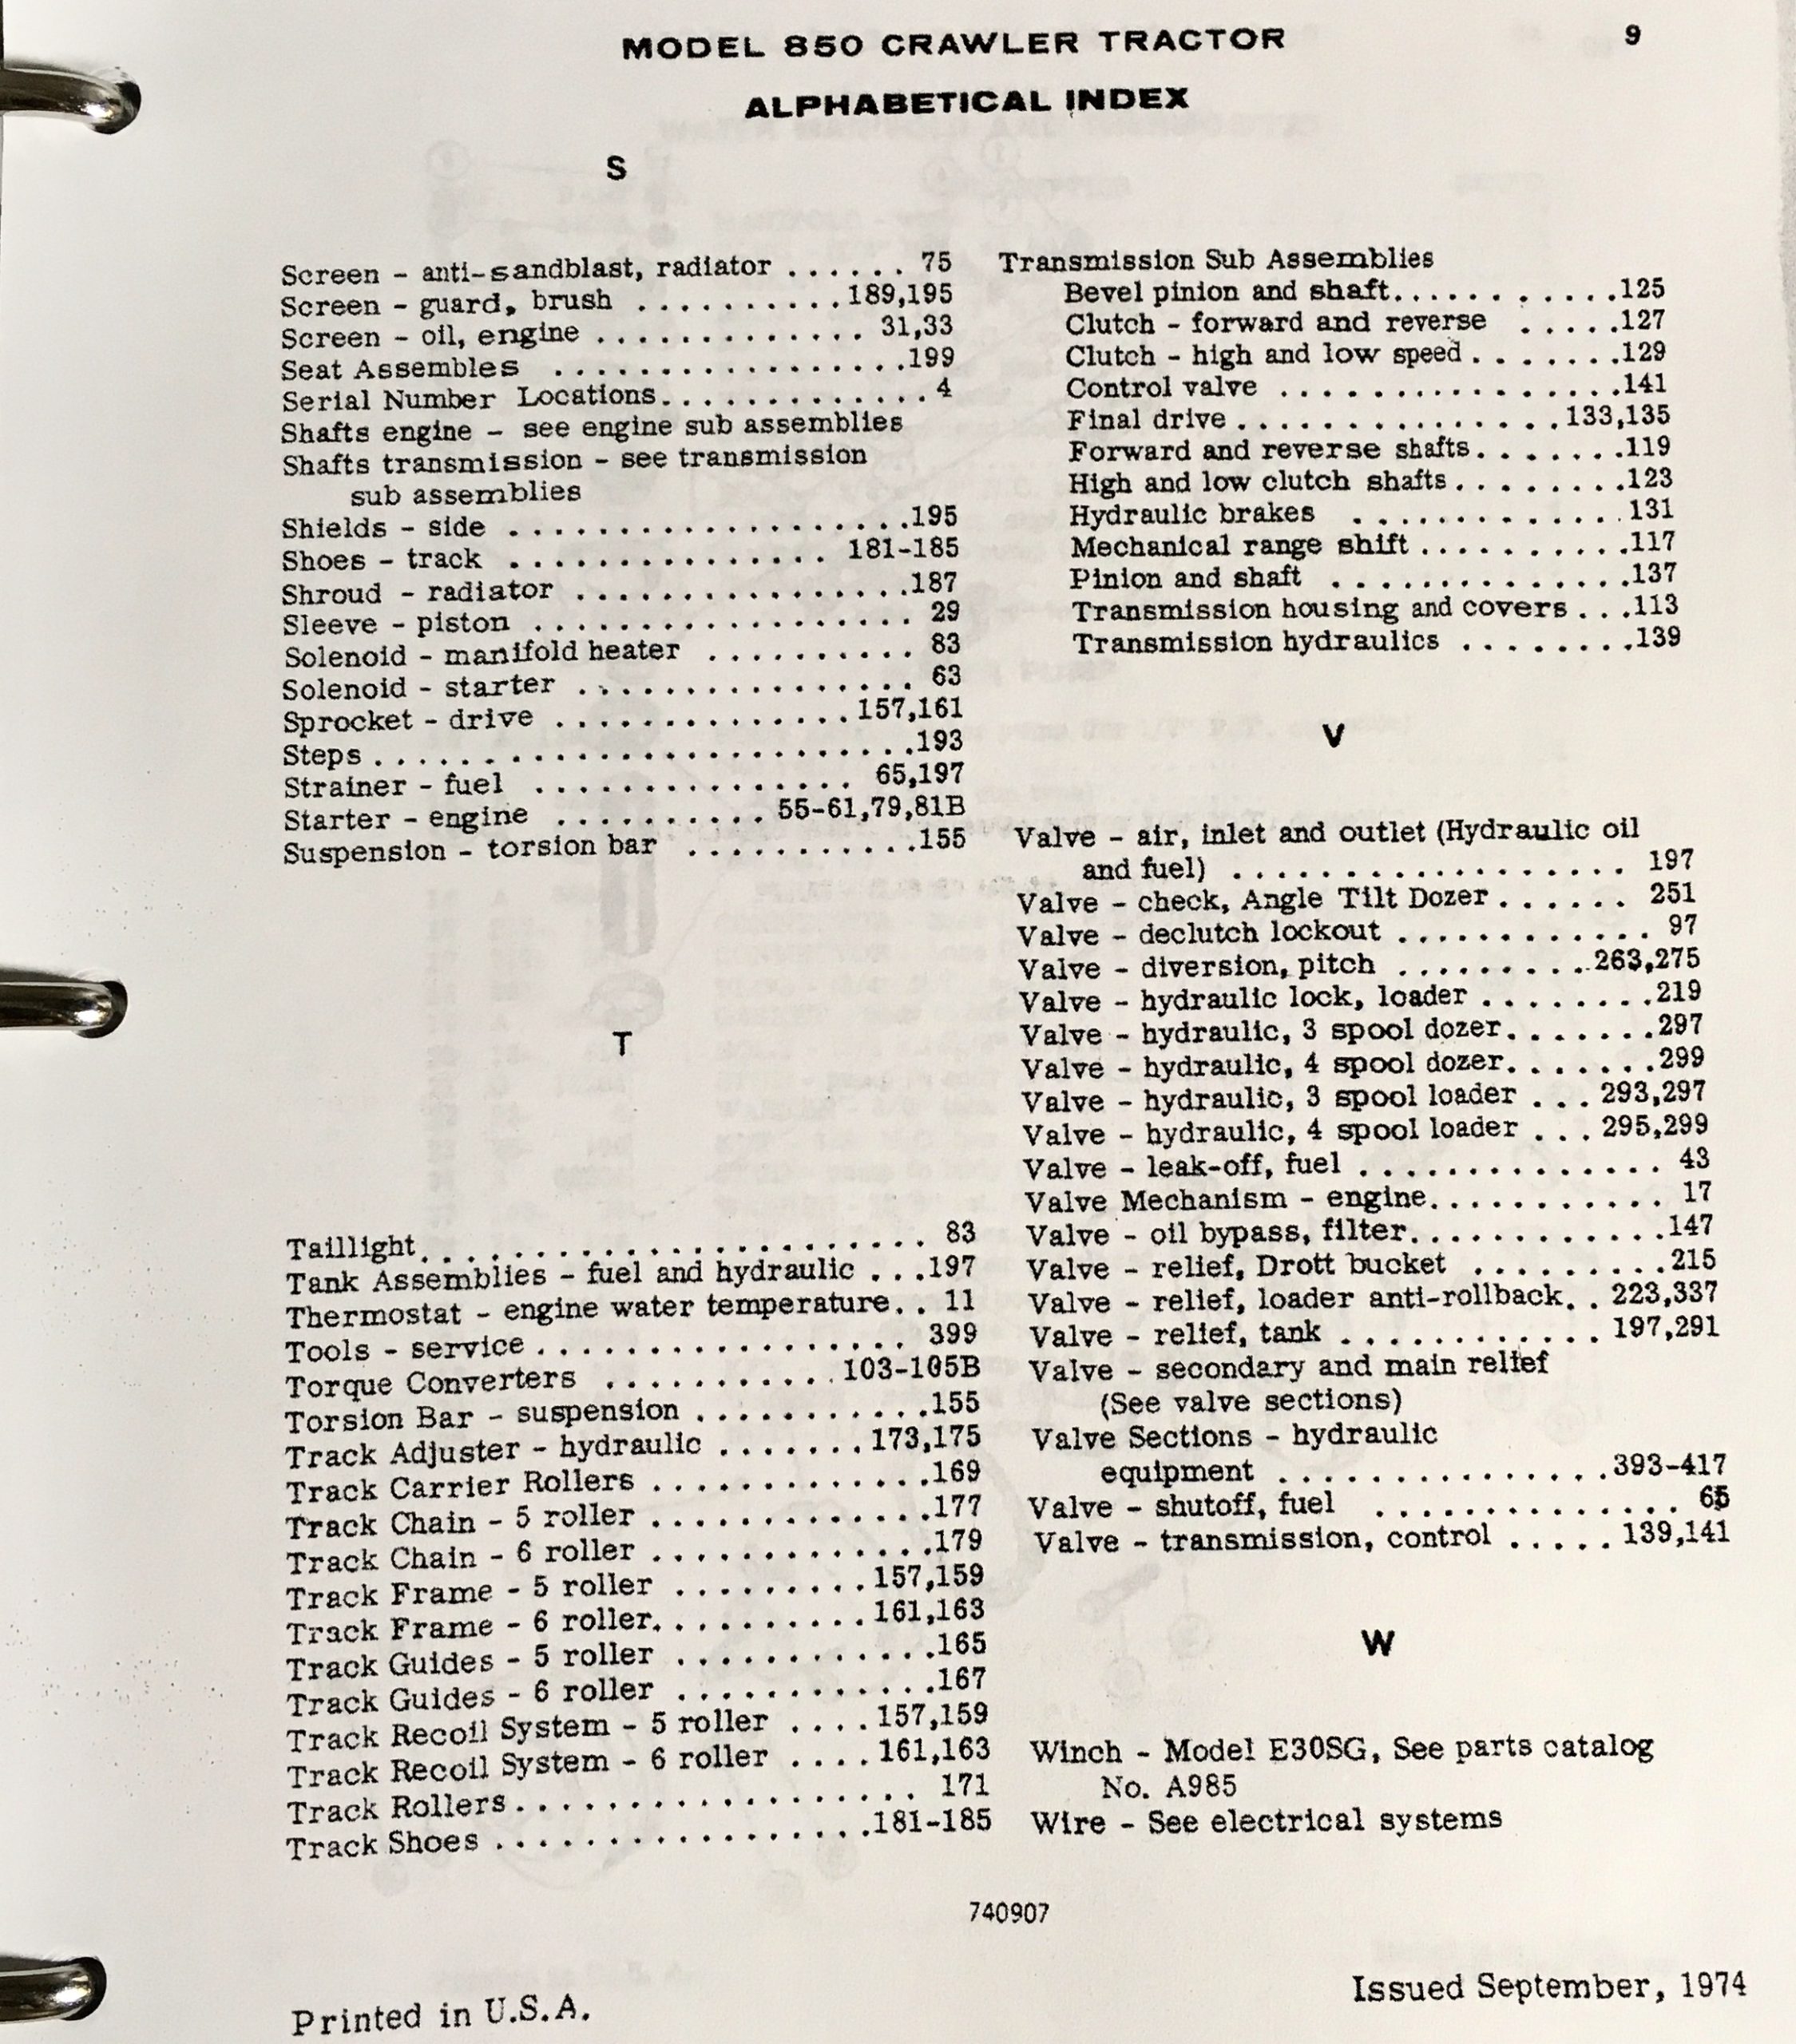 MODEL 850 CRAWLER TRACTOR
9
ALPHABETICAL INDEX
S
Screen - anti-sandblast, radiator . . . . . . 75
Screen - guard, brush . . . . . . . . . . 189,195
Screen - oil, engine . . . . . . . . . . . . . 31,33
Seat Assembles . . . . . . . . . . . . . . . . . 199
Serial Number Locations. . . . . . . . . . . . . 4
Shafts engine - see engine sub assemblies
Shafts transmission - see transmission
sub assemblies
Shields - side . . . . . . . . . . . . . . . . . . . 195
Shoes - track . . . . . . . . . . . . . . . 181-185
Shroud - radiator . . . . . . . . . . . . . . . . 187
Sleeve - piston . . . . . . . . . . . . . . . . . . 29
Solenoid - manifold heater . . . . . . . . . . 83
Solenoid - starter . . . . . . . . . . . . . . . . 63
Sprocket - drive . . . . . . . . . . . . . . 157,161
Steps . . . . . . . . . . . . . . . . . . . . . . . . 193
Strainer - fuel . . . . . . . . . . . . . . . 65,197
Starter - engine . . . . . . . . . . 55-61,79,81B
Suspension - torsion bar . . . . . . . . . . . 155
T
Taillight. . . . . . . . . . . . . . . . . . . . . . . 83
Tank Assemblies - fuel and hydraulic . . . 197
Thermostat - engine water temperature. . 11
Tools - service . . . . . . . . . . . . . . . . . 399
Torque Converters . . . . . . . . . . . 103-105B
Torsion Bar - suspension . . . . . . . . . . . 155
Track Adjuster - hydraulic . . . . . . . 173,175
Track Carrier Rollers . . . . . . . . . . . . . 169
Track Chain - 5 roller . . . . . . . . . . . . . 177
Track Chain - 6 roller . . . . . . . . . . . . . 179
Track Frame - 5 roller . . . . . . . . . 157,159
Track Frame - 6 roller. . . . . . . . . . 161,163
Track Guides - 5 roller . . . . . . . . . . . . 165
Track Guides - 6 roller . . . . . . . . . . . . 167
Track Recoil System - 5 roller . . . . 157,159
Track Recoil System - 6 roller . . . . 161,163
Track Rollers . . . . . . . . . . . . . . . . . . 171
Track Shoes . . . . . . . . . . . . . . . . . 181-185
Transmission Sub Assemblies
Bevel pinion and shaft. . . . . . . . . . . 125
Clutch - forward and reverse . . . . . 127
Clutch - high and low speed . . . . . . . 129
Control valve . . . . . . . . . . . . . . . . . 141
Final drive . . . . . . . . . . . . . . . . 133,135
Forward and reverse shafts. . . . . . . 119
High and low clutch shafts . . . . . . . . 123
Hydraulic brakes . . . . . . . . . . . . . 131
Mechanical range shift . . . . . . . . . . 117
Pinion and shaft . . . . . . . . . . . . . . 137
Transmission housing and covers . . . 113
Transmission hydraulics . . . . . . . . 139
V
Valve - air, inlet and outlet (Hydraulic oil
and fuel) . . . . . . . . . . . . . . . . . . 197
Valve - check, Angle Tilt Dozer . . . . . . 251
Valve - declutch lockout . . . . . . . . . . . . 97
Valve - diversion, pitch . . . . . . . . . . 263,275
Valve - hydraulic lock, loader . . . . . . . . 219
Valve - hydraulic, 3 spool dozer. . . . . . . 297
Valve - hydraulic, 4 spool dozer. . . . . . . 299
Valve - hydraulic, 3 spool loader . . . 293,297
Valve - hydraulic, 4 spool loader . . . 295,299
Valve - leak-off, fuel . . . . . . . . . . . . . . 43
Valve Mechanism - engine. . . . . . . . . . . 17
Valve - oil bypass, filter. . . . . . . . . . . . . 147
Valve - relief, Drott bucket . . . . . . . . . 215
Valve - relief, loader anti-rollback. . 223,337
Valve - relief, tank . . . . . . . . . . . . 197,291
Valve - secondary and main relief
(See valve sections)
Valve Sections - hydraulic
equipment . . . . . . . . . . . . . . . 393-417
Valve - shutoff, fuel . . . . . . . . . . . . . . 65
Valve - transmission, control . . . . . 139,141
W
Winch - Model E30SG, See parts catalog
No. A985
Wire - See electrical systems
740907
Printed in U.S.A.
Issued September, 1974